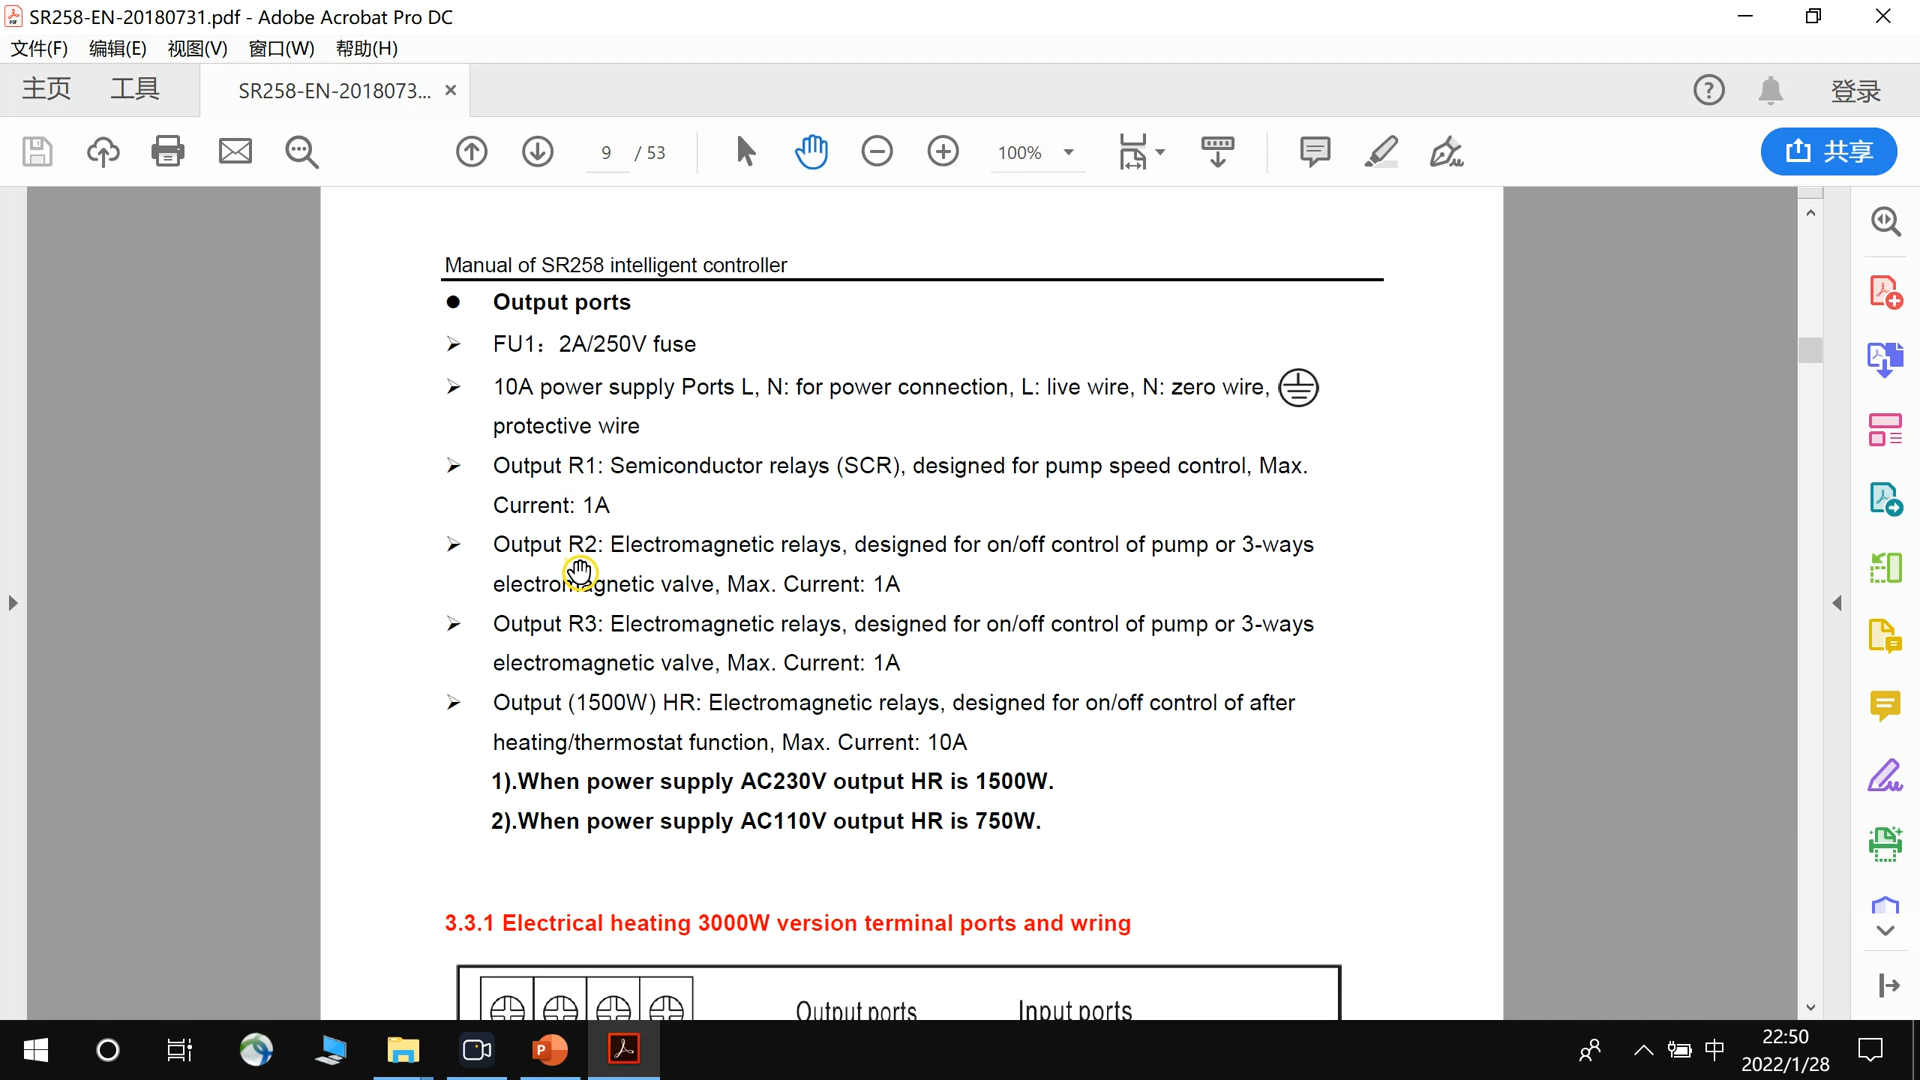 SR258-EN-20180731.pdf - Adobe Acrobat Pro DC
文件(F) 编辑(E) 视图(V) 窗口(W) 帮助(H)
主页 工具 SR258-EN-2018073... × 登录
9 / 53 100% 共享
Manual of SR258 intelligent controller
● Output ports
➢ FU1：2A/250V fuse
➢ 10A power supply Ports L, N: for power connection, L: live wire, N: zero wire,
protective wire
➢ Output R1: Semiconductor relays (SCR), designed for pump speed control, Max.
Current: 1A
➢ Output R2: Electromagnetic relays, designed for on/off control of pump or 3-ways
electromagnetic valve, Max. Current: 1A
➢ Output R3: Electromagnetic relays, designed for on/off control of pump or 3-ways
electromagnetic valve, Max. Current: 1A
➢ Output (1500W) HR: Electromagnetic relays, designed for on/off control of after
heating/thermostat function, Max. Current: 10A
1).When power supply AC230V output HR is 1500W.
2).When power supply AC110V output HR is 750W.
3.3.1 Electrical heating 3000W version terminal ports and wring
Output ports Input ports
中 22:50
2022/1/28